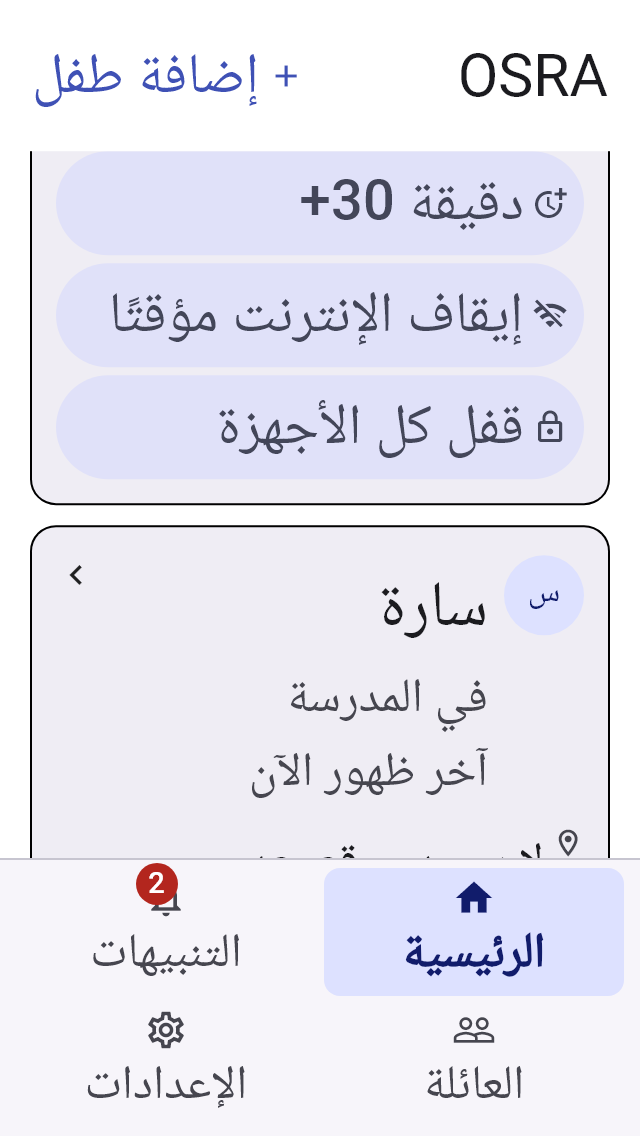 OSRA
+ إضافة طفل
دقيقة 30+
إيقاف الإنترنت مؤقتًا
قفل كل الأجهزة
س
سارة
في المدرسة
آخر ظهور الآن
الرئيسية
2
التنبيهات
العائلة
الإعدادات